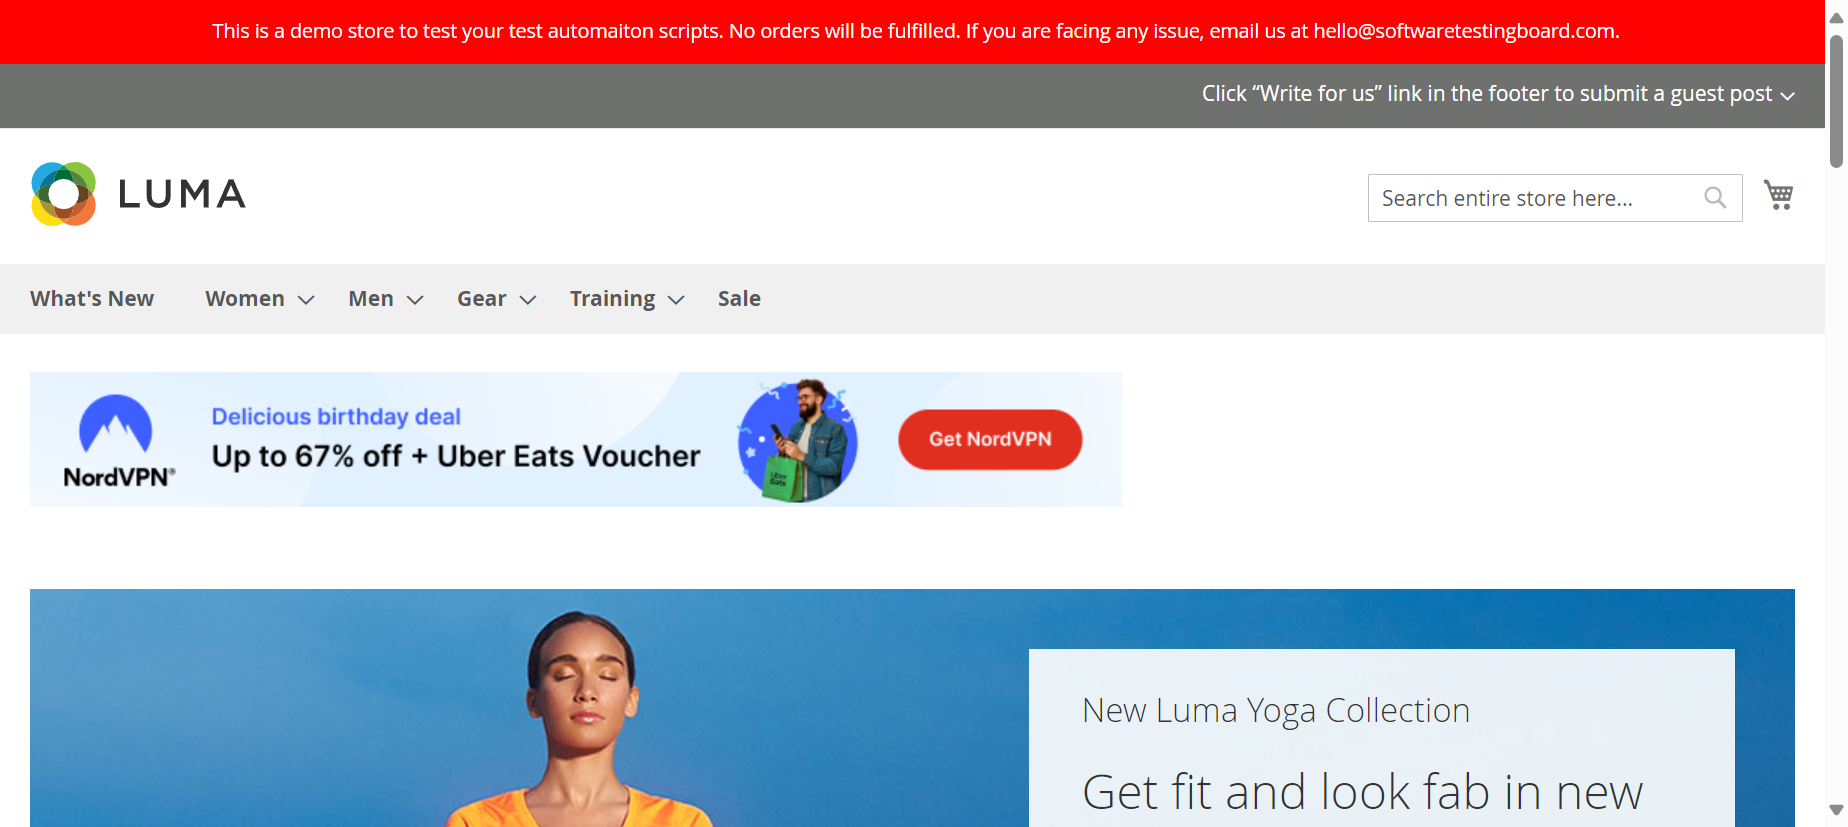 This is a demo store to test your test automaiton scripts. No orders will be fulfilled. If you are facing any issue, email us at hello@softwaretestingboard.com.
Click “Write for us” link in the footer to submit a guest post
LUMA
Search entire store here...
What's New Women Men Gear Training Sale
NordVPN®
Delicious birthday deal
Up to 67% off + Uber Eats Voucher
Uber
Eats
Get NordVPN
New Luma Yoga Collection
Get fit and look fab in new